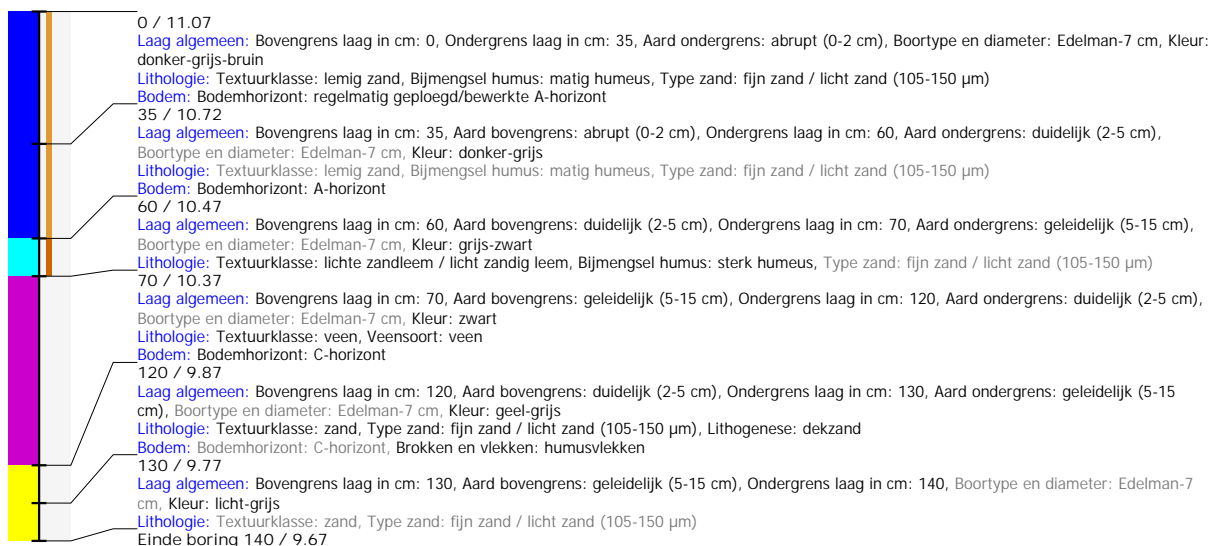 0 / 11.07
Laag algemeen: Bovengrens laag in cm: 0, Ondergrens laag in cm: 35, Aard ondergrens: abrupt (0-2 cm), Boortype en diameter: Edelman-7 cm, Kleur:
donker-grijs-bruin
Lithologie: Textuurklasse: lemig zand, Bijmengsel humus: matig humeus, Type zand: fijn zand / licht zand (105-150 µm)
Bodem: Bodemhorizont: regelmatig geploegd/bewerkte A-horizont
35 / 10.72
Laag algemeen: Bovengrens laag in cm: 35, Aard bovengrens: abrupt (0-2 cm), Ondergrens laag in cm: 60, Aard ondergrens: duidelijk (2-5 cm),
Boortype en diameter: Edelman-7 cm, Kleur: donker-grijs
Lithologie: Textuurklasse: lemig zand, Bijmengsel humus: matig humeus, Type zand: fijn zand / licht zand (105-150 µm)
Bodem: Bodemhorizont: A-horizont
60 / 10.47
Laag algemeen: Bovengrens laag in cm: 60, Aard bovengrens: duidelijk (2-5 cm), Ondergrens laag in cm: 70, Aard ondergrens: geleidelijk (5-15 cm),
Boortype en diameter: Edelman-7 cm, Kleur: grijs-zwart
Lithologie: Textuurklasse: lichte zandleem / licht zandig leem, Bijmengsel humus: sterk humeus, Type zand: fijn zand / licht zand (105-150 µm)
70 / 10.37
Laag algemeen: Bovengrens laag in cm: 70, Aard bovengrens: geleidelijk (5-15 cm), Ondergrens laag in cm: 120, Aard ondergrens: duidelijk (2-5 cm),
Boortype en diameter: Edelman-7 cm, Kleur: zwart
Lithologie: Textuurklasse: veen, Veensoort: veen
Bodem: Bodemhorizont: C-horizont
120 / 9.87
Laag algemeen: Bovengrens laag in cm: 120, Aard bovengrens: duidelijk (2-5 cm), Ondergrens laag in cm: 130, Aard ondergrens: geleidelijk (5-15
cm), Boortype en diameter: Edelman-7 cm, Kleur: geel-grijs
Lithologie: Textuurklasse: zand, Type zand: fijn zand / licht zand (105-150 µm), Lithogenese: dekzand
Bodem: Bodemhorizont: C-horizont, Brokken en vlekken: humusvlekken
130 / 9.77
Laag algemeen: Bovengrens laag in cm: 130, Aard bovengrens: geleidelijk (5-15 cm), Ondergrens laag in cm: 140, Boortype en diameter: Edelman-7
cm, Kleur: licht-grijs
Lithologie: Textuurklasse: zand, Type zand: fijn zand / licht zand (105-150 µm)
Einde boring 140 / 9.67